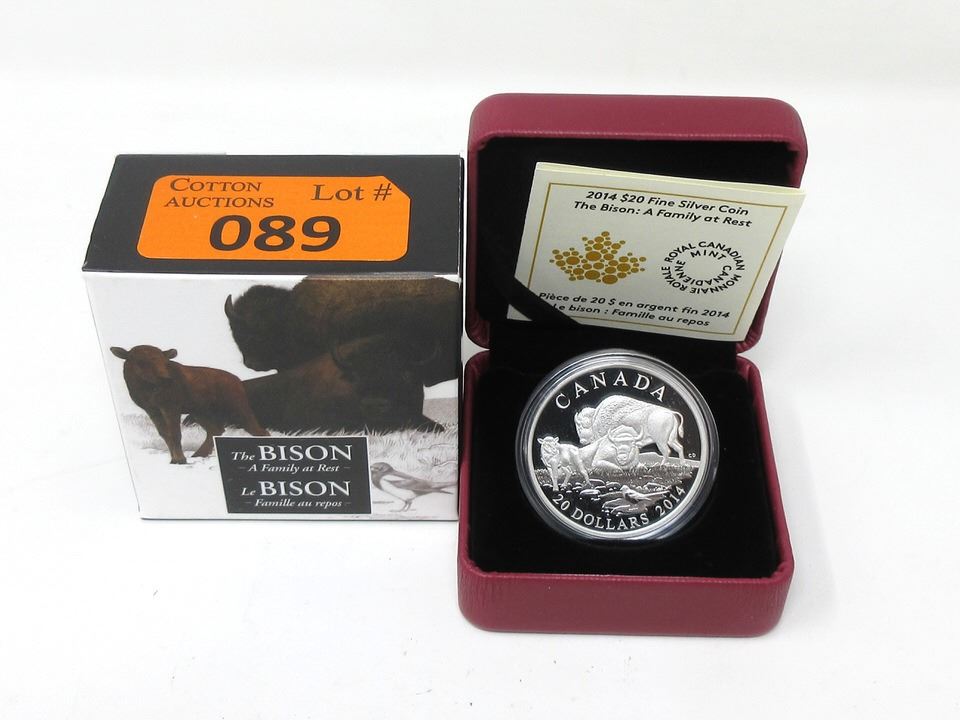 COTTON
AUCTIONS
Lot #
089
The BISON
- A Family at Rest -
Le BISON
- Famille au repos -
2014 $20 Fine Silver Coin
The Bison: A Family at Rest
ROYAL CANADIAN MINT
MONNAIE ROYALE CANADIENNE
Pièce de 20 $ en argent fin 2014
Le bison : Famille au repos
CANADA
CD
20 DOLLARS 2014